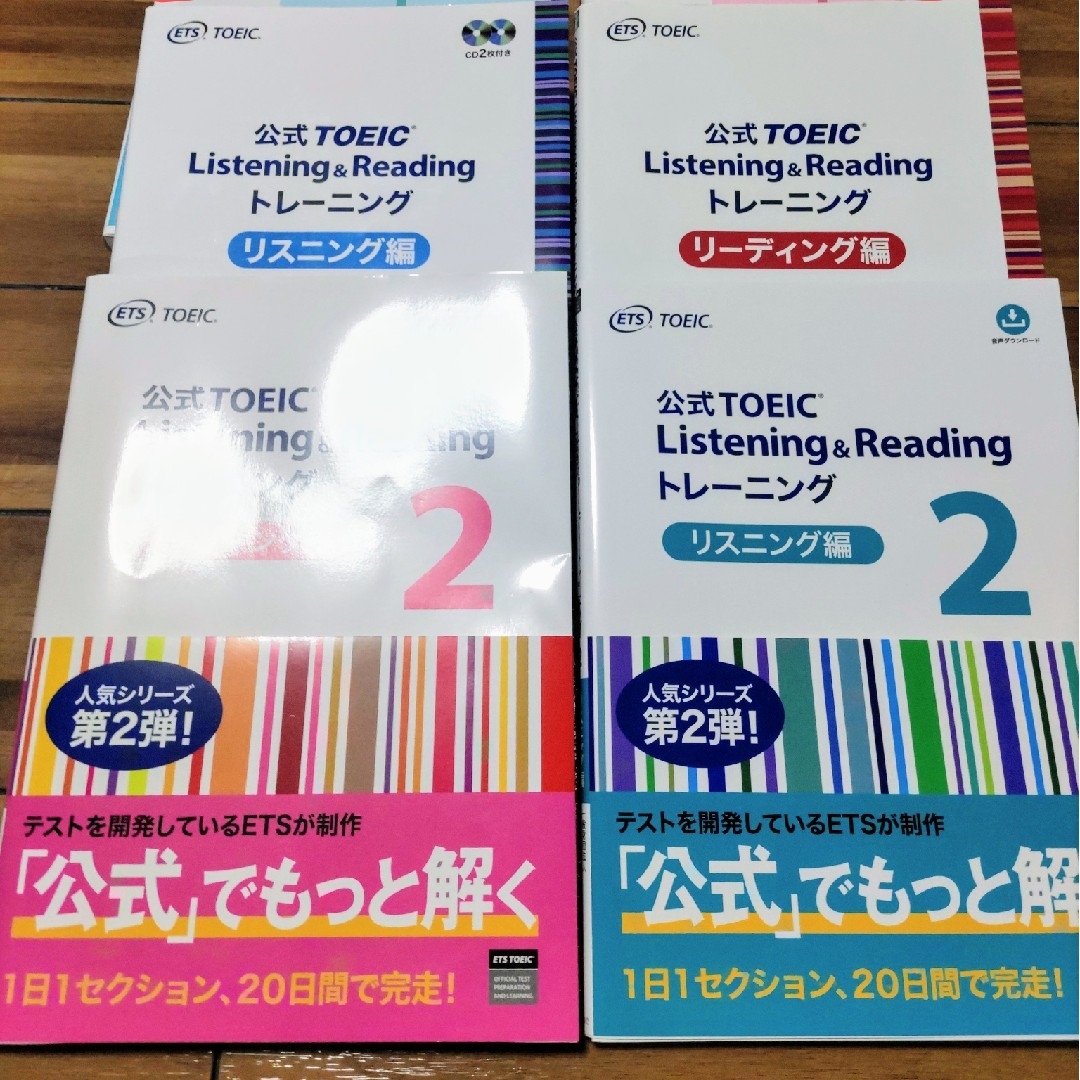 ETS TOEIC®
CD2枚付き
公式 TOEIC®
Listening & Reading
トレーニング
リスニング編
ETS TOEIC®
公式 TOEIC®
Listening & Reading
トレーニング
リーディング編
ETS TOEIC®
公式 TOEIC®
2
人気シリーズ
第2弾!
テストを開発しているETSが制作
「公式」でもっと解く
1日1セクション、20日間で完走!
ETS TOEIC®
OFFICIAL TEST
PREPARATION
AND LEARNING
ETS TOEIC®
音声ダウンロード
公式 TOEIC®
Listening & Reading
トレーニング
リスニング編
2
人気シリーズ
第2弾!
テストを開発しているETSが制作
「公式」でもっと解
1日1セクション、20日間で完走!